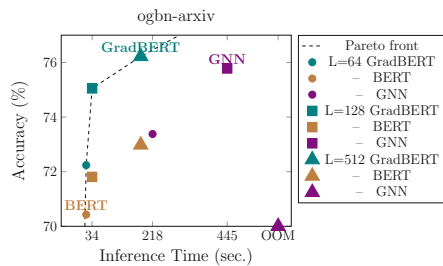 ogbn-arxiv
76
74
72
70
Accuracy (%)
GradBERT
GNN
BERT
34 218 445 OOM
Inference Time (sec.)
Pareto front
L=64 GradBERT
– BERT
– GNN
L=128 GradBERT
– BERT
– GNN
L=512 GradBERT
– BERT
– GNN